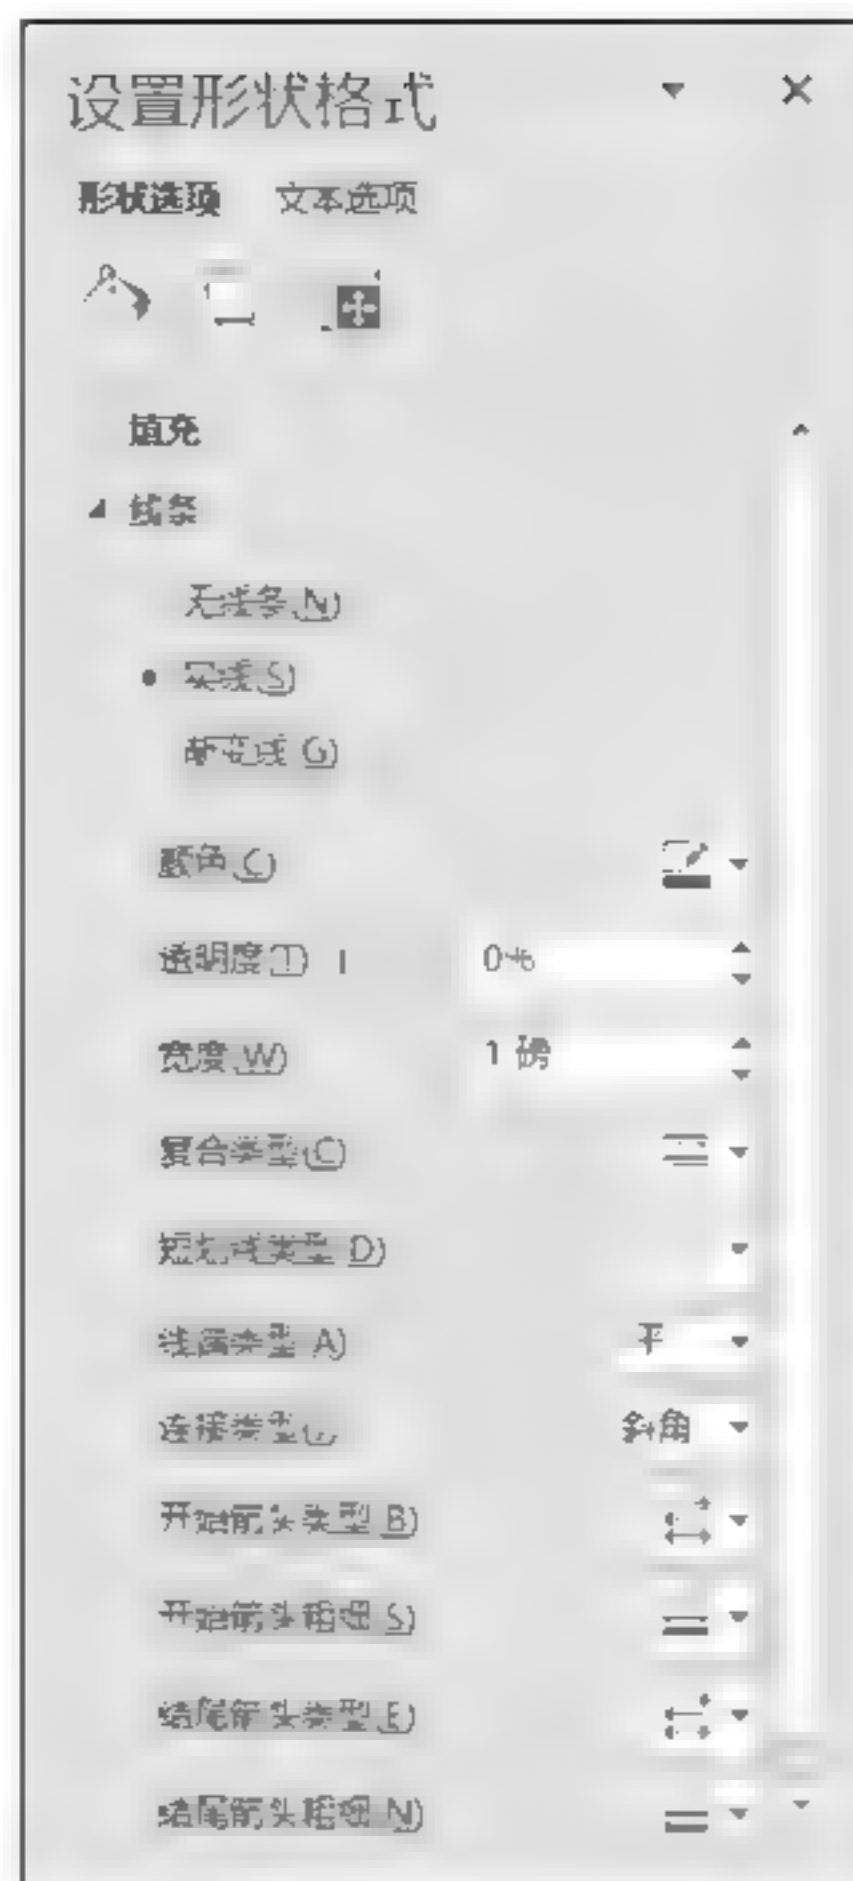 设置形状格式
形状选项 文本选项
填充
线条
无线条(N)
实线(S)
渐变线(G)
颜色(C)
透明度(T) 0%
宽度(W) 1 磅
复合类型(C)
短划线类型(D)
线端类型(A) 平
连接类型(J) 斜角
开始箭头类型(B)
开始箭头粗细(S)
结尾箭头类型(E)
结尾箭头粗细(N)